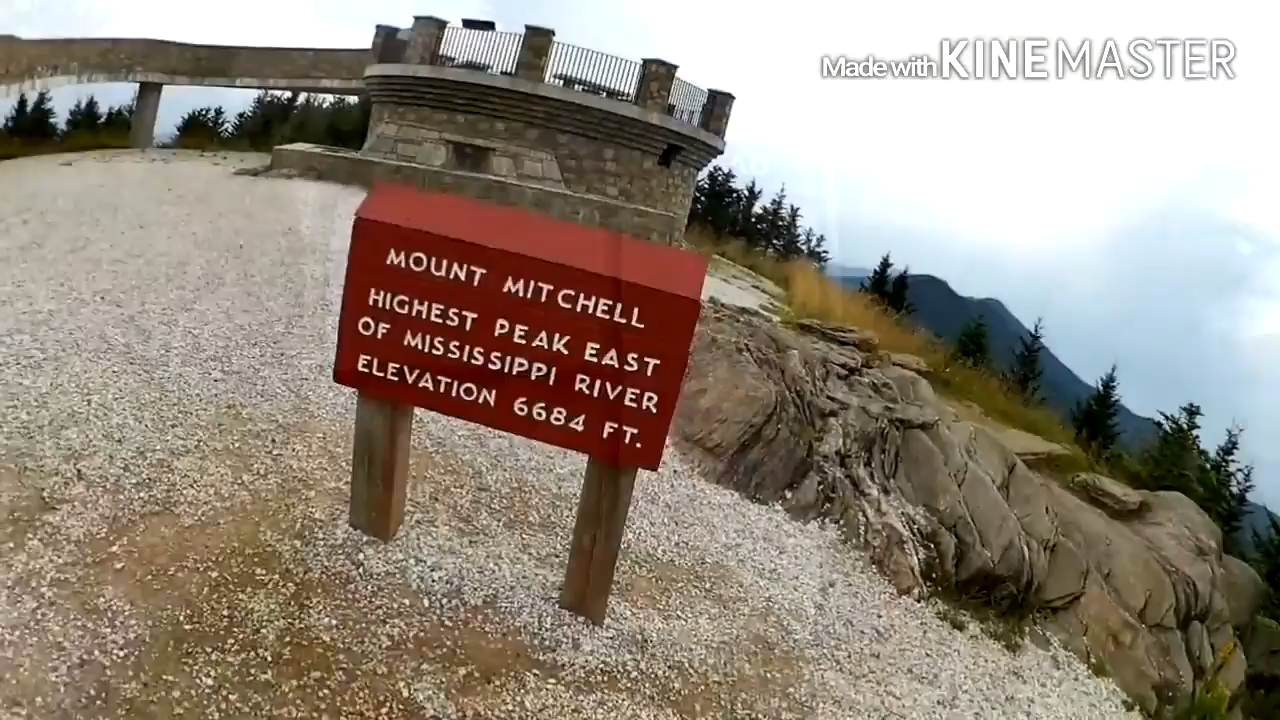 Made with KINEMASTER
MOUNT MITCHELL
HIGHEST PEAK EAST
OF MISSISSIPPI RIVER
ELEVATION 6684 FT.